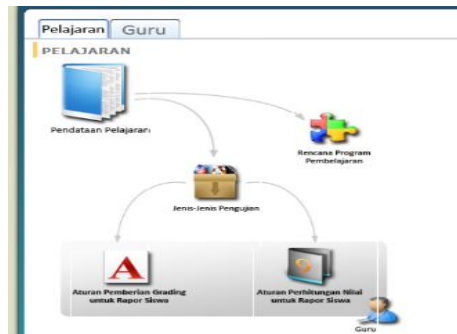 Pelajaran Guru
PELAJARAN
Pendataan Pelajaran
Rencana Program
Pembelajaran
Jenis-Jenis Pengujian
Aturan Pemberian Grading
untuk Rapor Siswa
Aturan Perhitungan Nilai
untuk Rapor Siswa
Guru